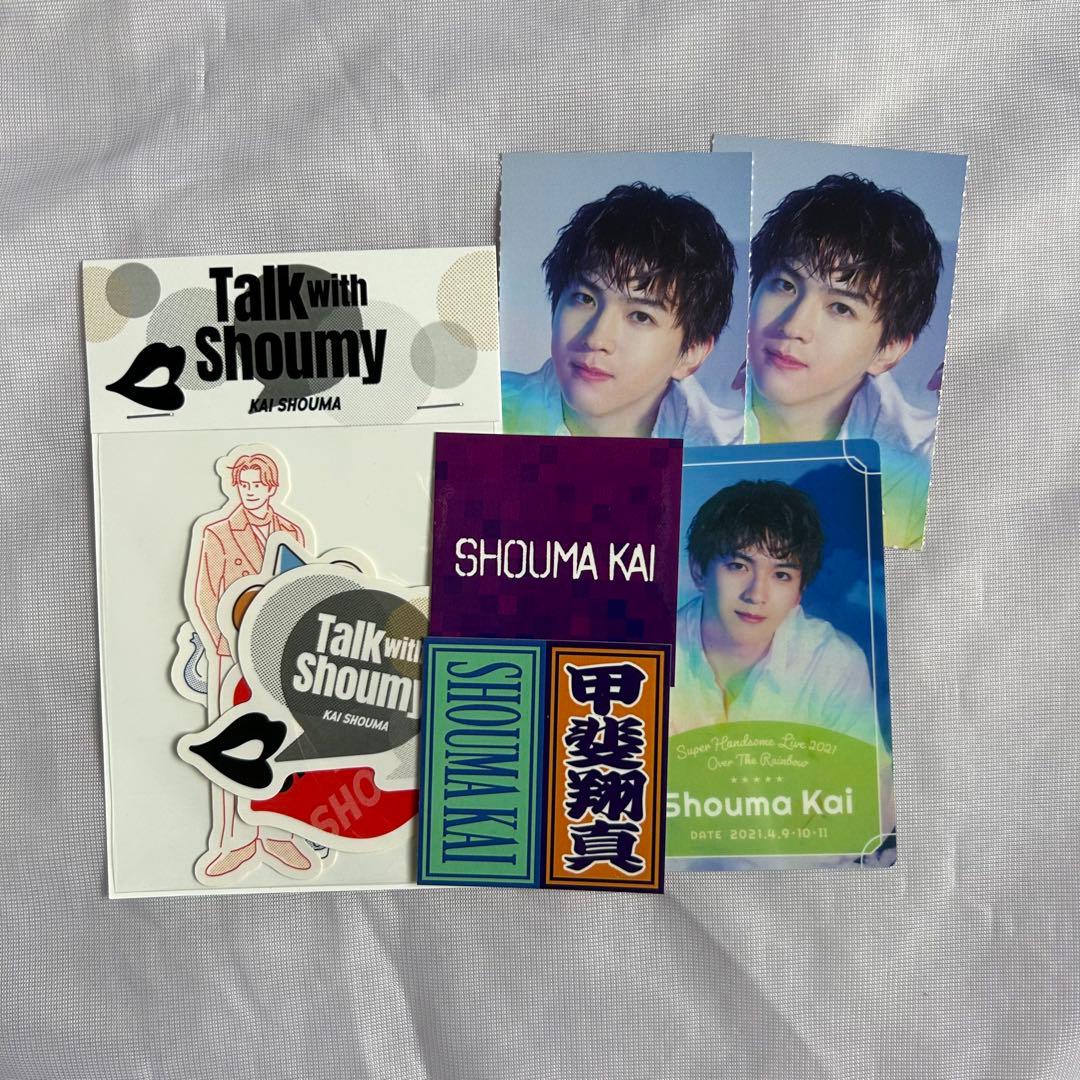 Talk with
Shoumy
KAI SHOUMA
Talk with
Shoumy
KAI SHOUMA
SHO
SHOUMA KAI
SHOUMA KAI
甲斐翔真
Super Handsome Live 2021
Over The Rainbow
★★★★★
Shouma Kai
DATE 2021.4.9・10・11